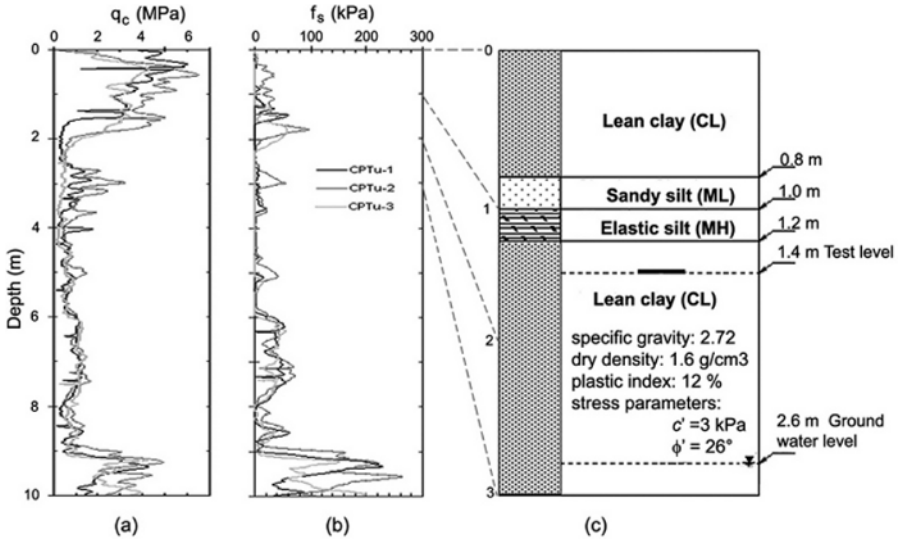 qc (MPa)
0 2 4 6
fs (kPa)
0 100 200 300
Depth (m)
0
2
4
6
8
10
CPTu-1
CPTu-2
CPTu-3
0
1
2
3
Lean clay (CL)
0.8 m
Sandy silt (ML)
1.0 m
Elastic silt (MH)
1.2 m
1.4 m Test level
Lean clay (CL)
specific gravity: 2.72
dry density: 1.6 g/cm3
plastic index: 12 %
stress parameters:
c' =3 kPa
ϕ' = 26°
2.6 m Ground
water level
(a)
(b)
(c)